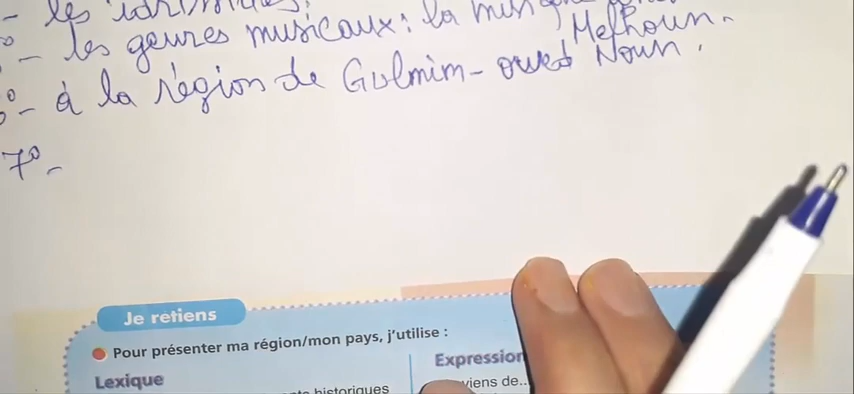 - les
- les genres musicaux : la
Melhoun.
- à la région de Gulmim - oued Noun.
7° -
Je retiens
Pour présenter ma région/mon pays, j'utilise :
Lexique
Expression
historiques
viens de...